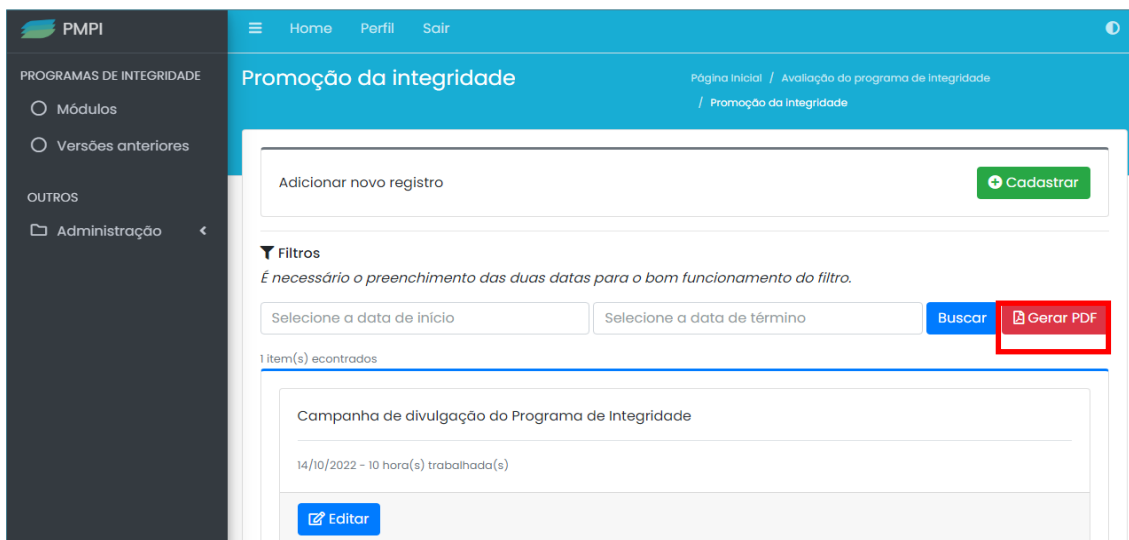 PMPI
Home Perfil Sair
PROGRAMAS DE INTEGRIDADE
Módulos
Versões anteriores
OUTROS
Administração
Promoção da integridade
Página Inicial / Avaliação do programa de integridade
/ Promoção da integridade
Adicionar novo registro
Cadastrar
Filtros
É necessário o preenchimento das duas datas para o bom funcionamento do filtro.
Selecione a data de início
Selecione a data de término
Buscar
Gerar PDF
1 item(s) econtrados
Campanha de divulgação do Programa de Integridade
14/10/2022 - 10 hora(s) trabalhada(s)
Editar